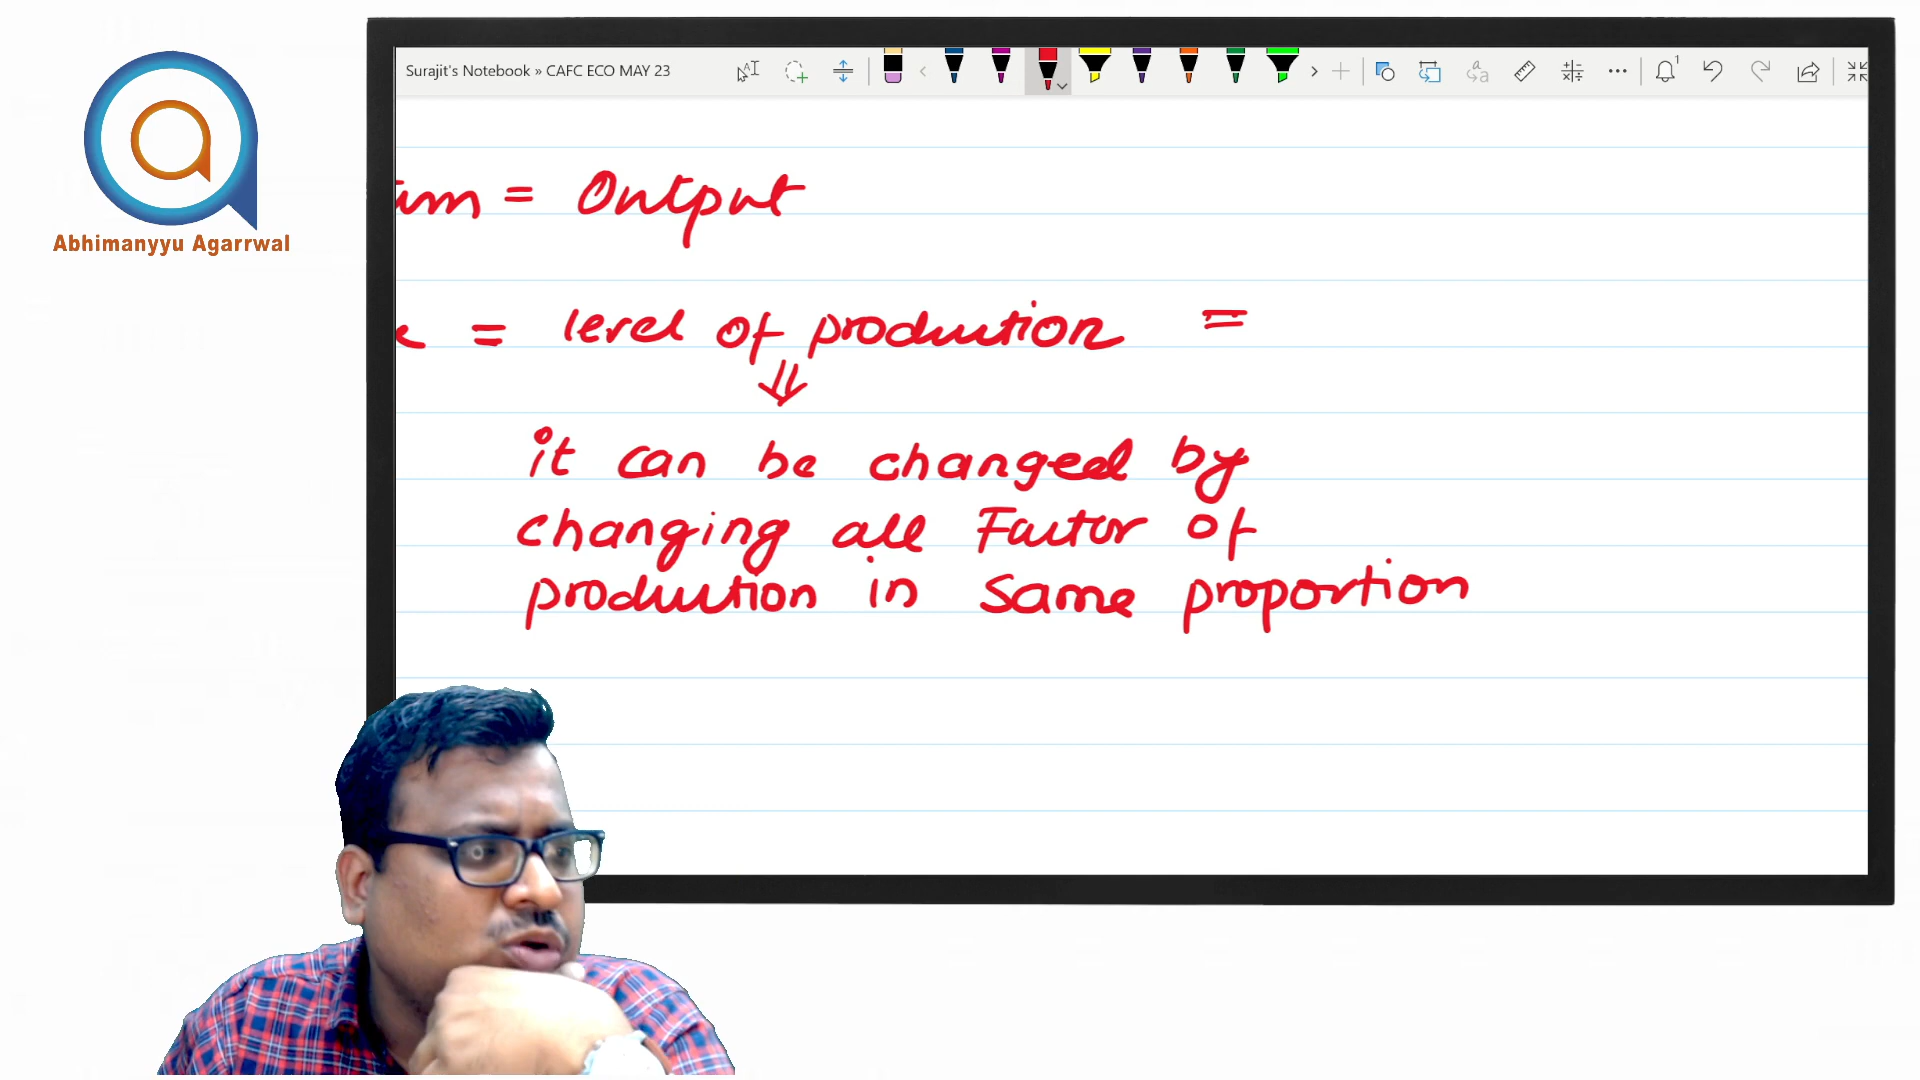 Surajit's Notebook » CAFC ECO MAY 23
Abhimanyyu Agarrwal
= Output
= level of production =
it can be changed by
changing all Factor of
production in same proportion